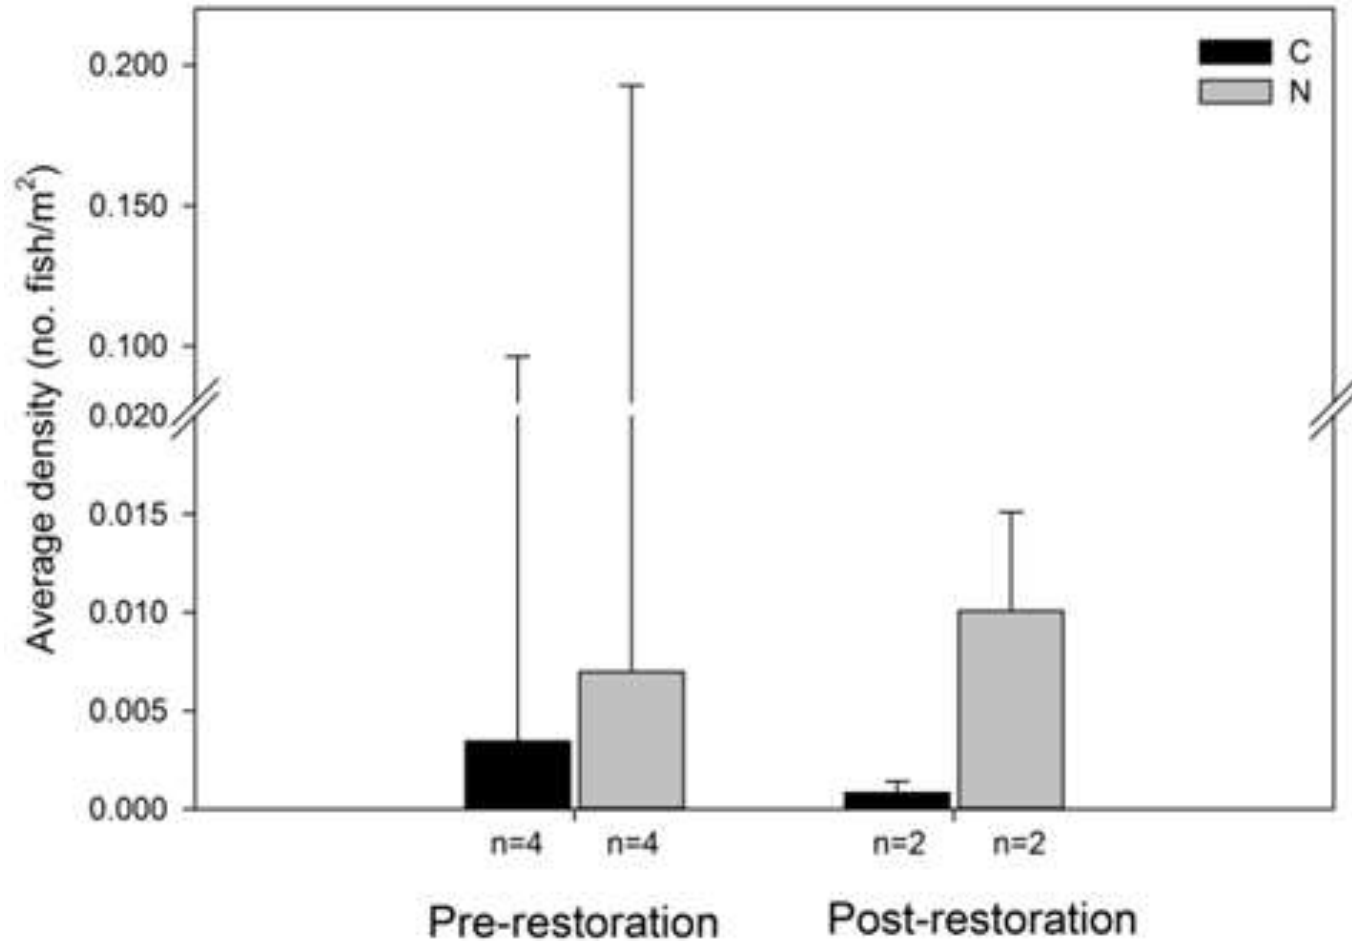 Average density (no. fish/m²)
0.200
0.150
0.100
0.020
0.015
0.010
0.005
0.000
C
N
n=4 n=4 n=2 n=2
Pre-restoration Post-restoration